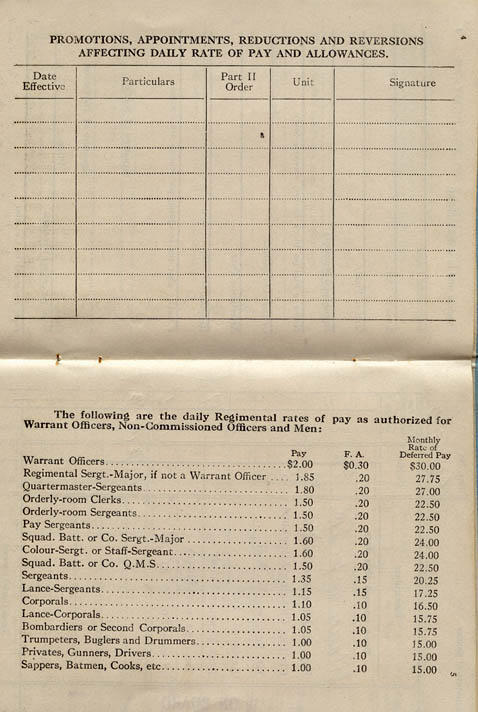 4
PROMOTIONS, APPOINTMENTS, REDUCTIONS AND REVERSIONS
AFFECTING DAILY RATE OF PAY AND ALLOWANCES.
Date Effective Particulars Part II Order Unit Signature
The following are the daily Regimental rates of pay as authorized for
Warrant Officers, Non-Commissioned Officers and Men:
Pay F. A. Monthly Rate of Deferred Pay
Warrant Officers $2.00 $0.30 $30.00
Regimental Sergt.-Major, if not a Warrant Officer 1.85 .20 27.75
Quartermaster-Sergeants 1.80 .20 27.00
Orderly-room Clerks 1.50 .20 22.50
Orderly-room Sergeants 1.50 .20 22.50
Pay Sergeants 1.50 .20 22.50
Squad. Batt. or Co. Sergt.-Major 1.60 .20 24.00
Colour-Sergt. or Staff-Sergeant 1.60 .20 24.00
Squad. Batt. or Co. Q.M.S. 1.50 .20 22.50
Sergeants 1.35 .15 20.25
Lance-Sergeants 1.15 .15 17.25
Corporals 1.10 .10 16.50
Lance-Corporals 1.05 .10 15.75
Bombardiers or Second Corporals 1.05 .10 15.75
Trumpeters, Buglers and Drummers 1.00 .10 15.00
Privates, Gunners, Drivers 1.00 .10 15.00
Sappers, Batmen, Cooks, etc. 1.00 .10 15.00
5